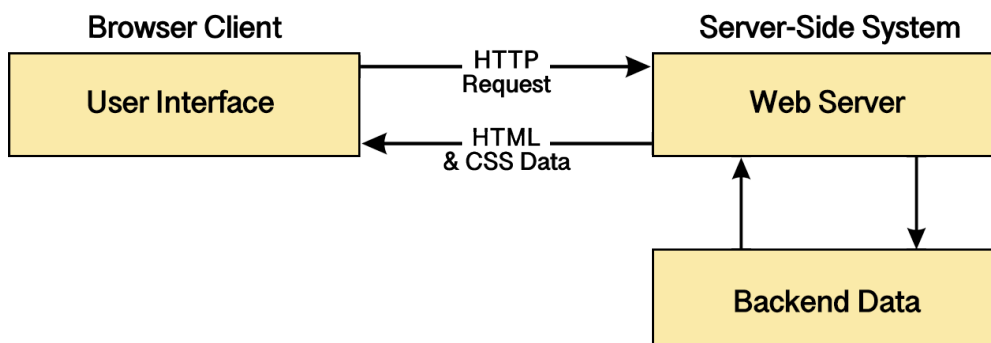 Browser Client
Server-Side System
User Interface
HTTP
Request
Web Server
HTML
& CSS Data
Backend Data